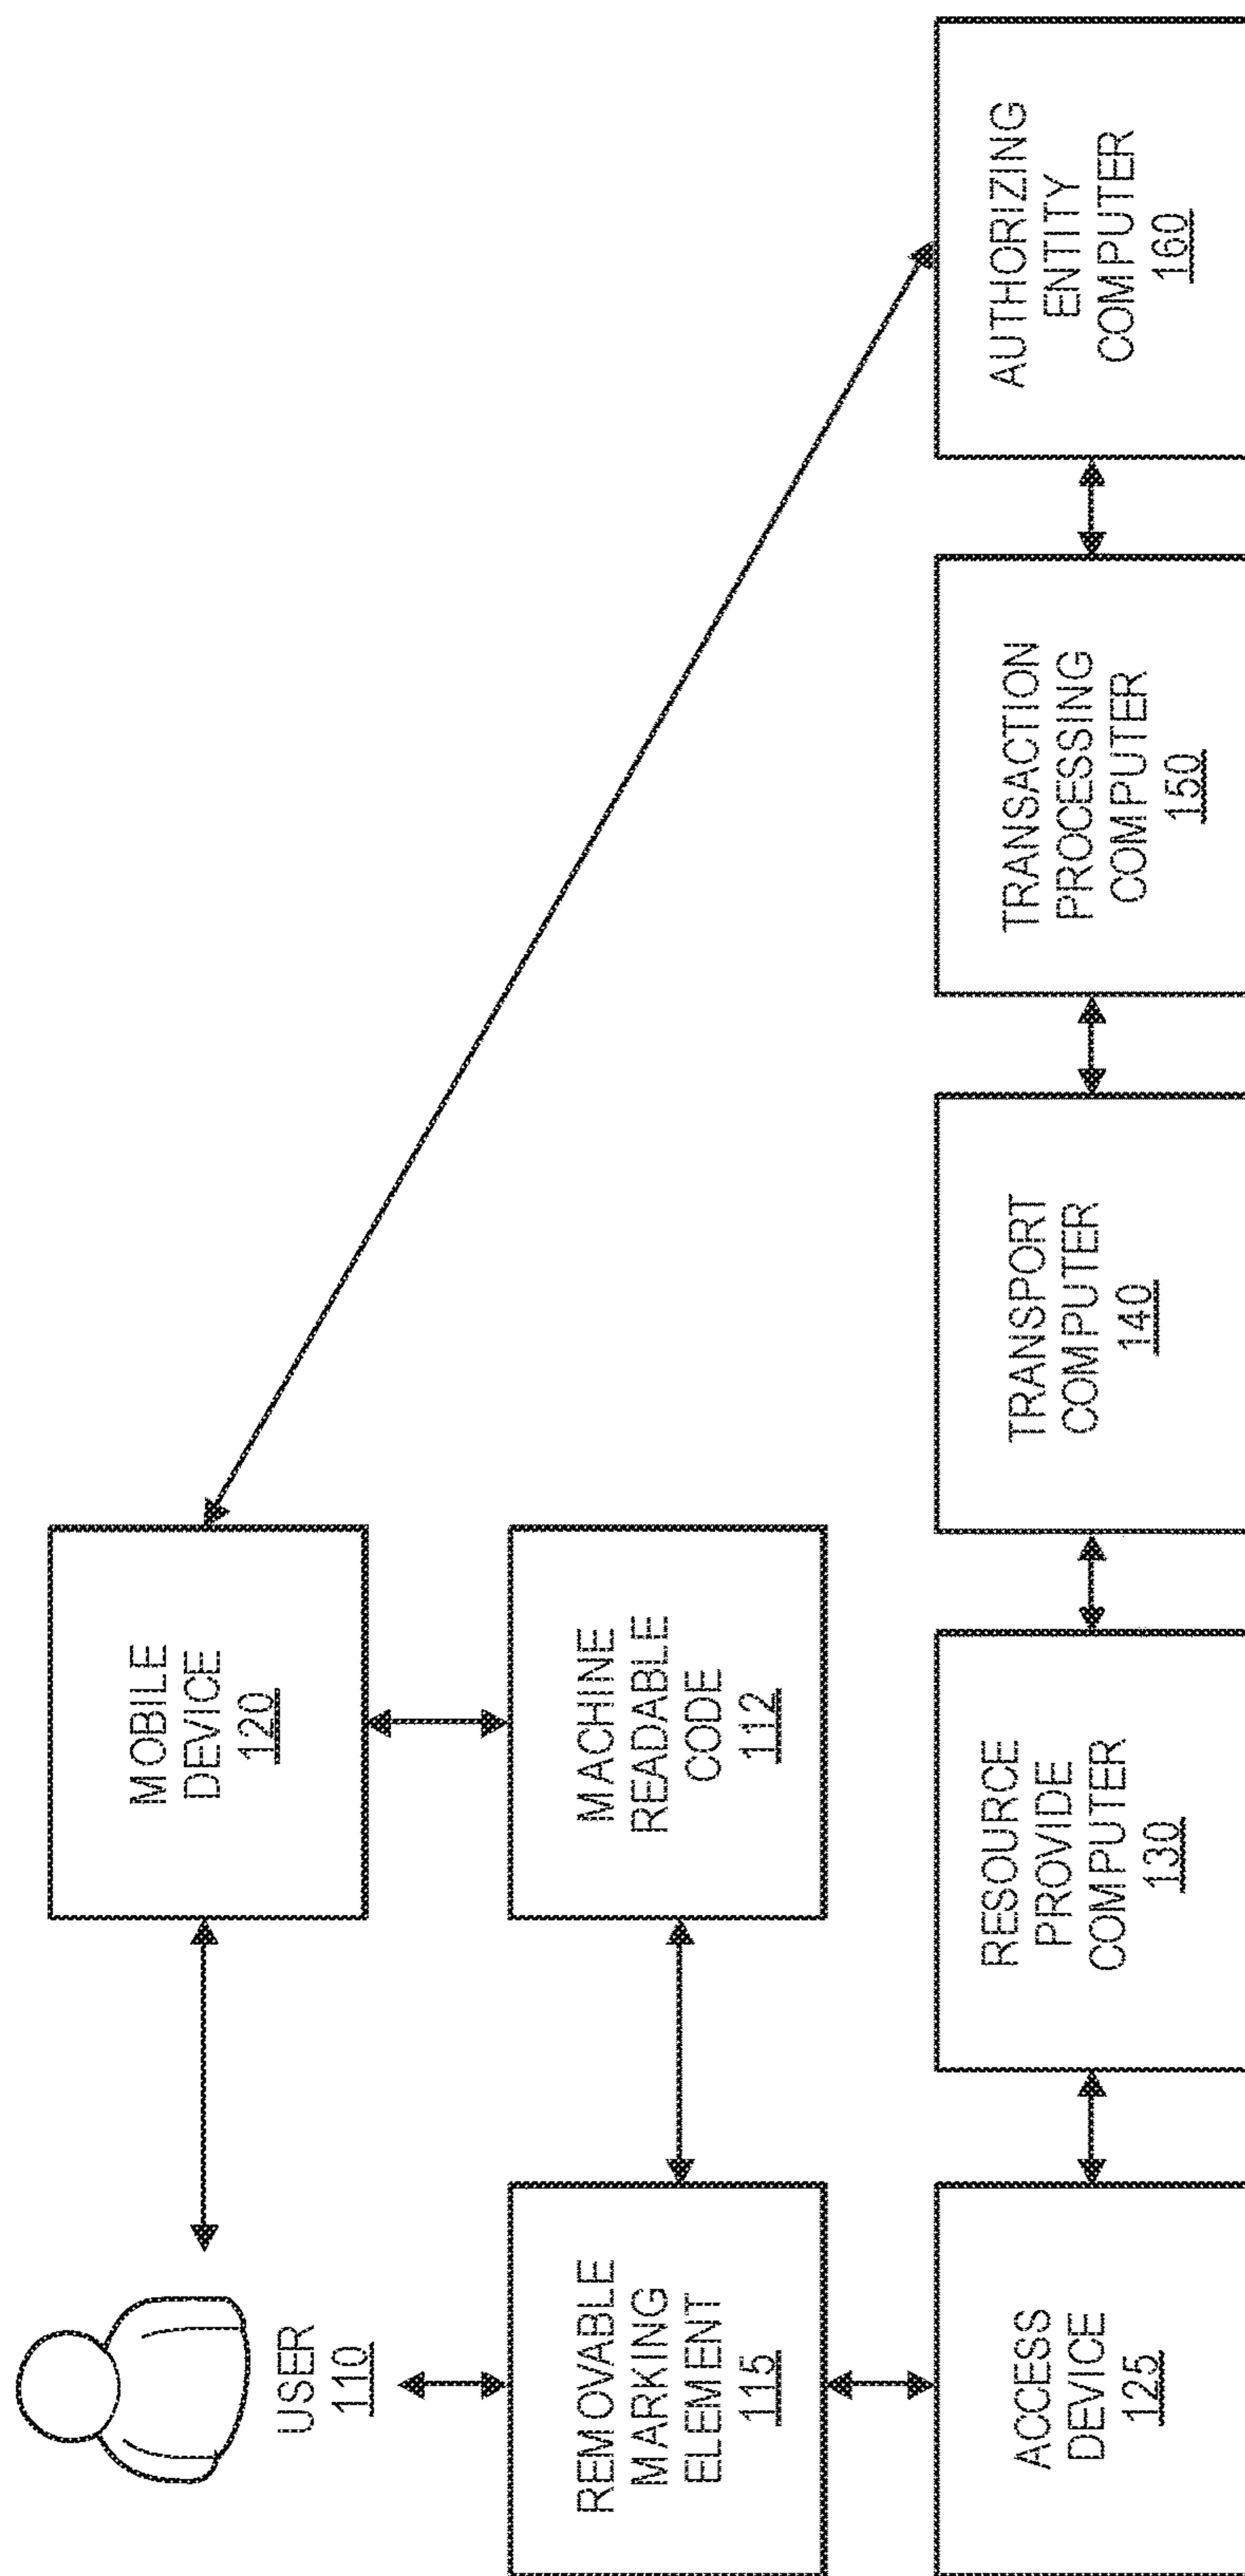 USER
110
MOBILE
DEVICE
120
REMOVABLE
MARKING
ELEMENT
115
MACHINE
READABLE
CODE
112
ACCESS
DEVICE
125
RESOURCE
PROVIDE
COMPUTER
130
TRANSPORT
COMPUTER
140
TRANSACTION
PROCESSING
COMPUTER
150
AUTHORIZING
ENTITY
COMPUTER
160